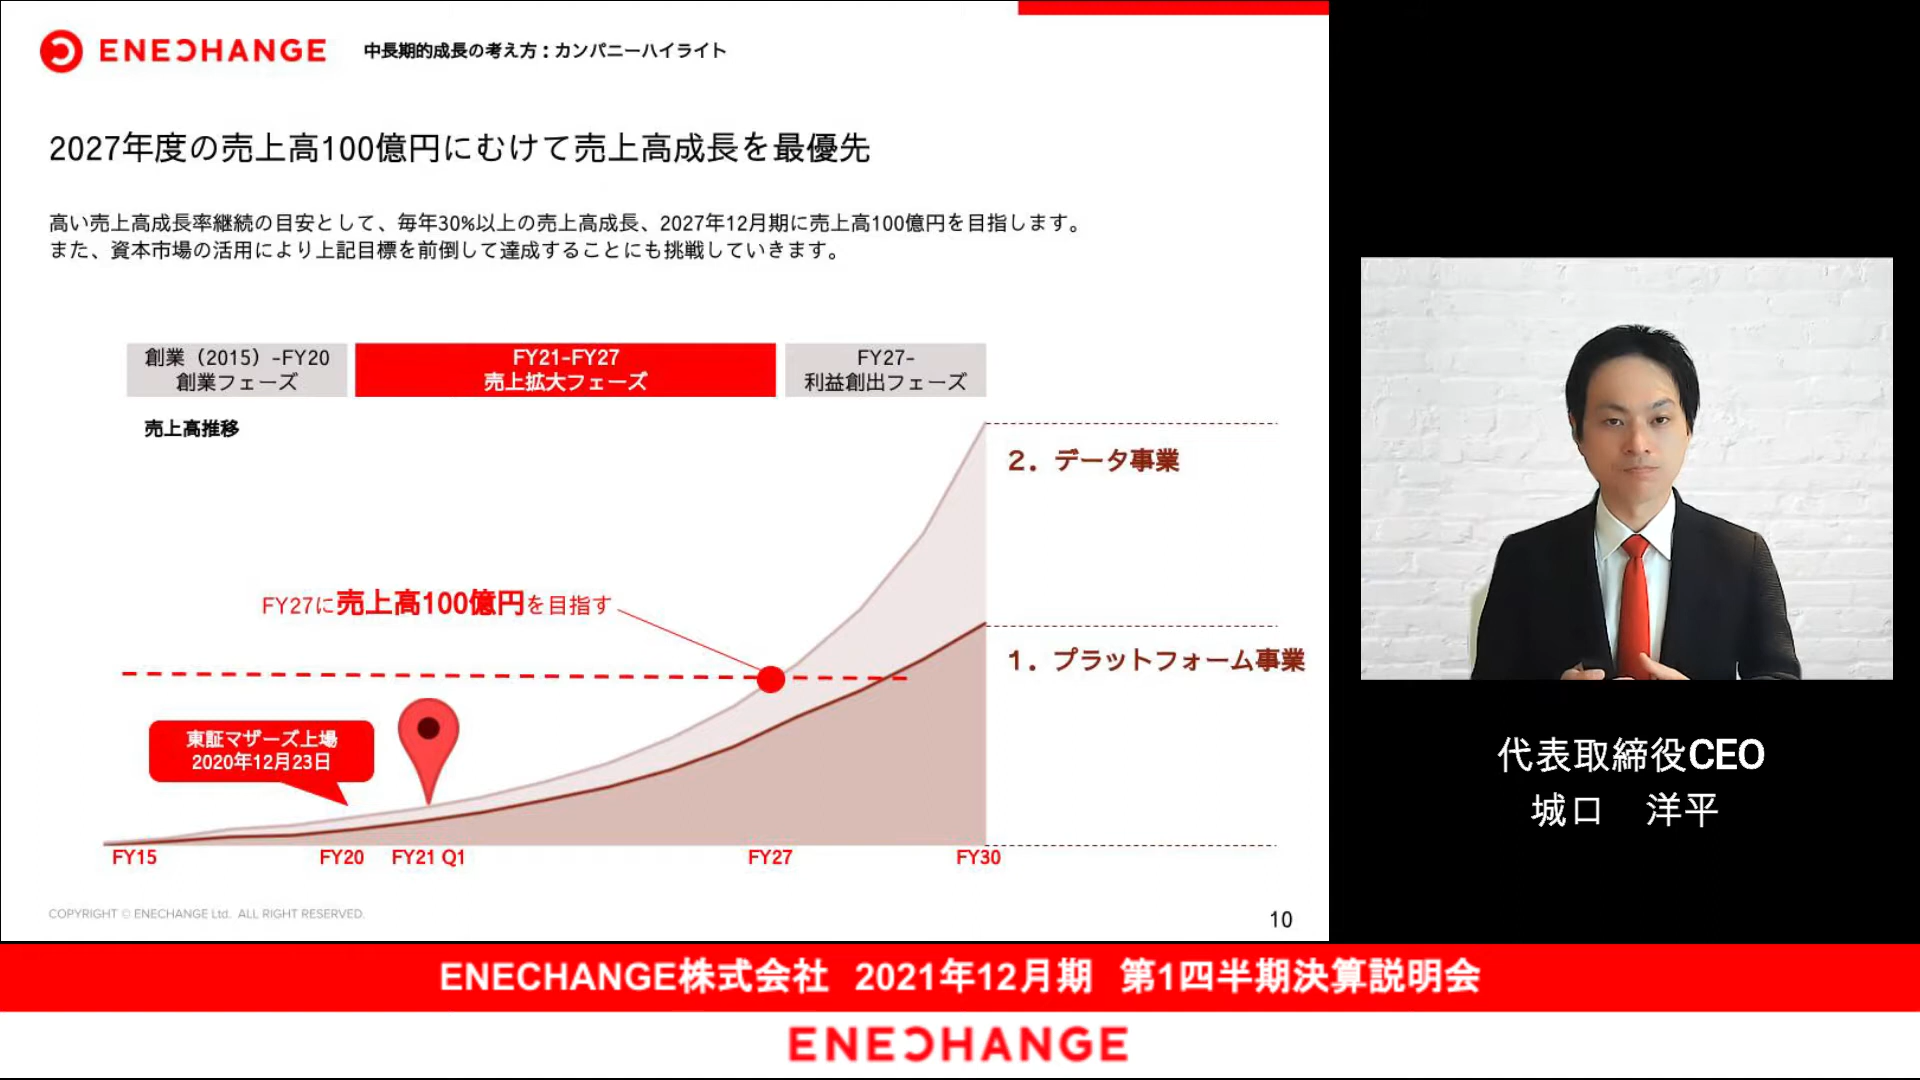 ENECHANGE
中長期的成長の考え方：カンパニーハイライト
2027年度の売上高100億円にむけて売上高成長を最優先
高い売上高成長率継続の目安として、毎年30%以上の売上高成長、2027年12月期に売上高100億円を目指します。
また、資本市場の活用により上記目標を前倒して達成することにも挑戦していきます。
創業（2015）-FY20
創業フェーズ
FY21-FY27
売上拡大フェーズ
FY27-
利益創出フェーズ
売上高推移
2．データ事業
FY27に売上高100億円を目指す
1．プラットフォーム事業
東証マザーズ上場
2020年12月23日
FY15
FY20
FY21 Q1
FY27
FY30
COPYRIGHT © ENECHANGE Ltd. ALL RIGHT RESERVED.
10
代表取締役CEO
城口　洋平
ENECHANGE株式会社 2021年12月期 第1四半期決算説明会
ENECHANGE